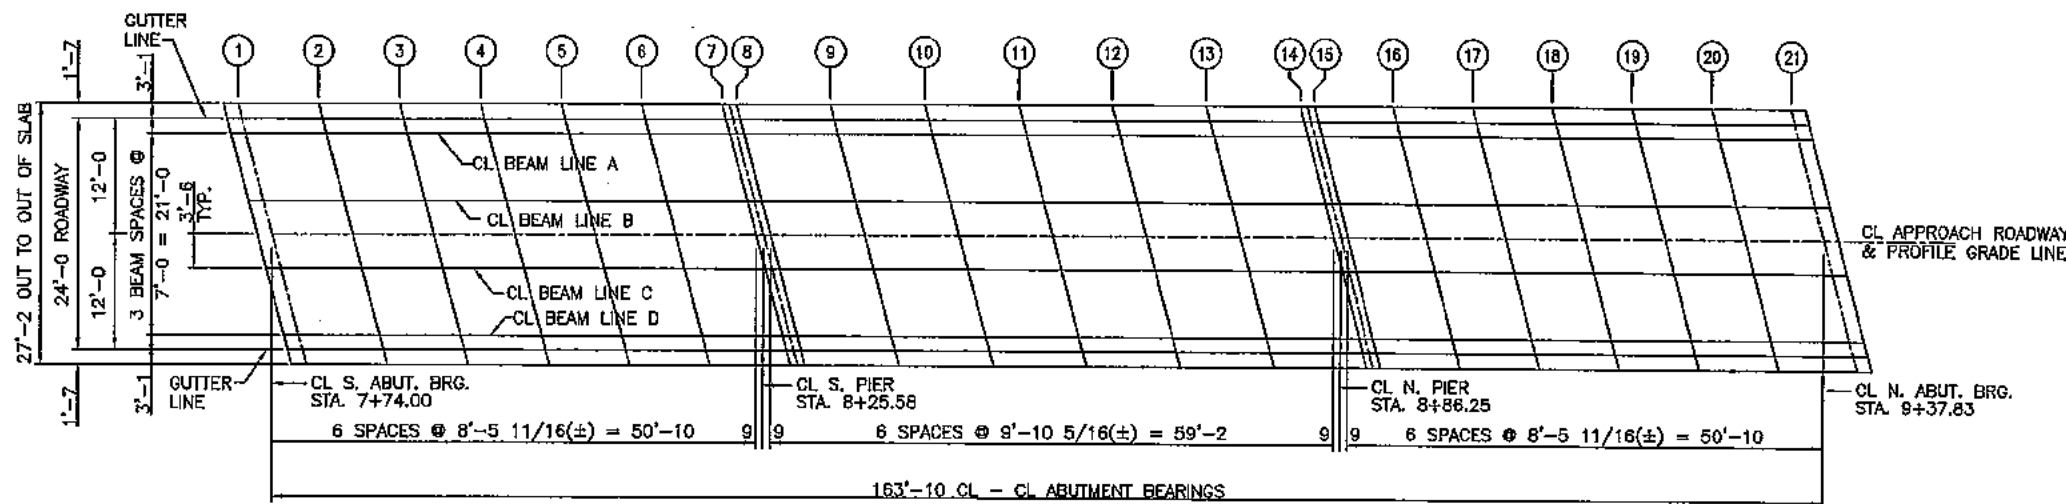 GUTTER
LINE
1 2 3 4 5 6 7 8 9 10 11 12 13 14 15 16 17 18 19 20 21
1'-7
3'-1
27'-2 OUT TO OUT OF SLAB
24'-0 ROADWAY
12'-0
12'-0
3 BEAM SPACES @
7'-0 = 21'-0
3'-6
TYP.
CL BEAM LINE A
CL BEAM LINE B
CL BEAM LINE C
CL BEAM LINE D
CL APPROACH ROADWAY
& PROFILE GRADE LINE
1'-7
3'-1
GUTTER
LINE
CL S. ABUT. BRG.
STA. 7+74.00
CL S. PIER
STA. 8+25.58
CL N. PIER
STA. 8+86.25
CL N. ABUT. BRG.
STA. 9+37.83
6 SPACES @ 8'-5 11/16(±) = 50'-10
9 9
6 SPACES @ 9'-10 5/16(±) = 59'-2
9 9
6 SPACES @ 8'-5 11/16(±) = 50'-10
163'-10 CL - CL ABUTMENT BEARINGS